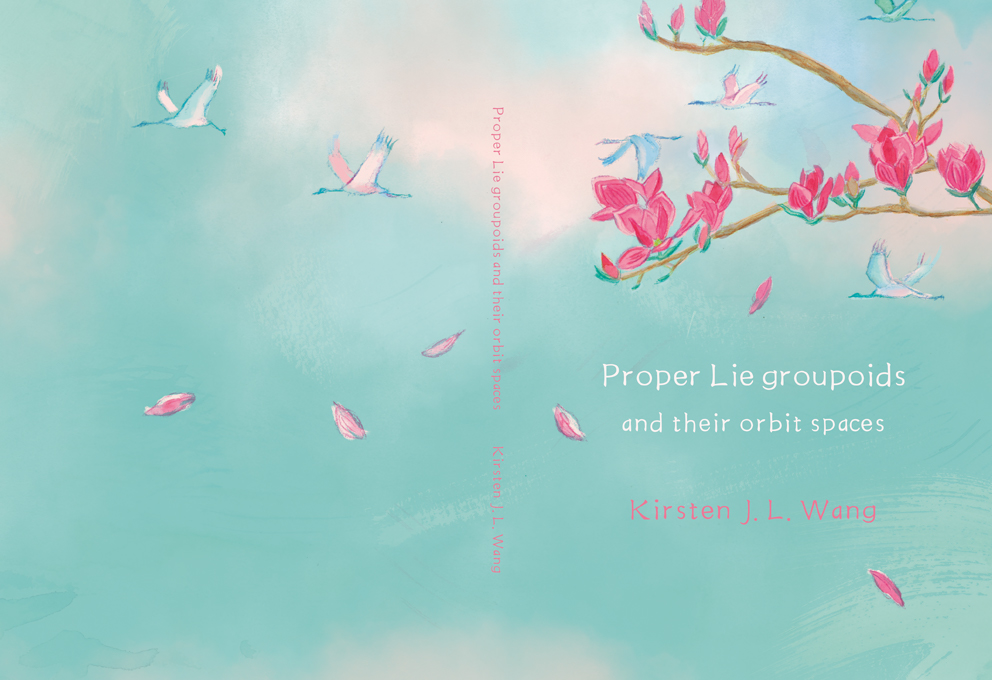 Proper Lie groupoids and their orbit spaces Kirsten J. L. Wang
Proper Lie groupoids
and their orbit spaces
Kirsten J. L. Wang